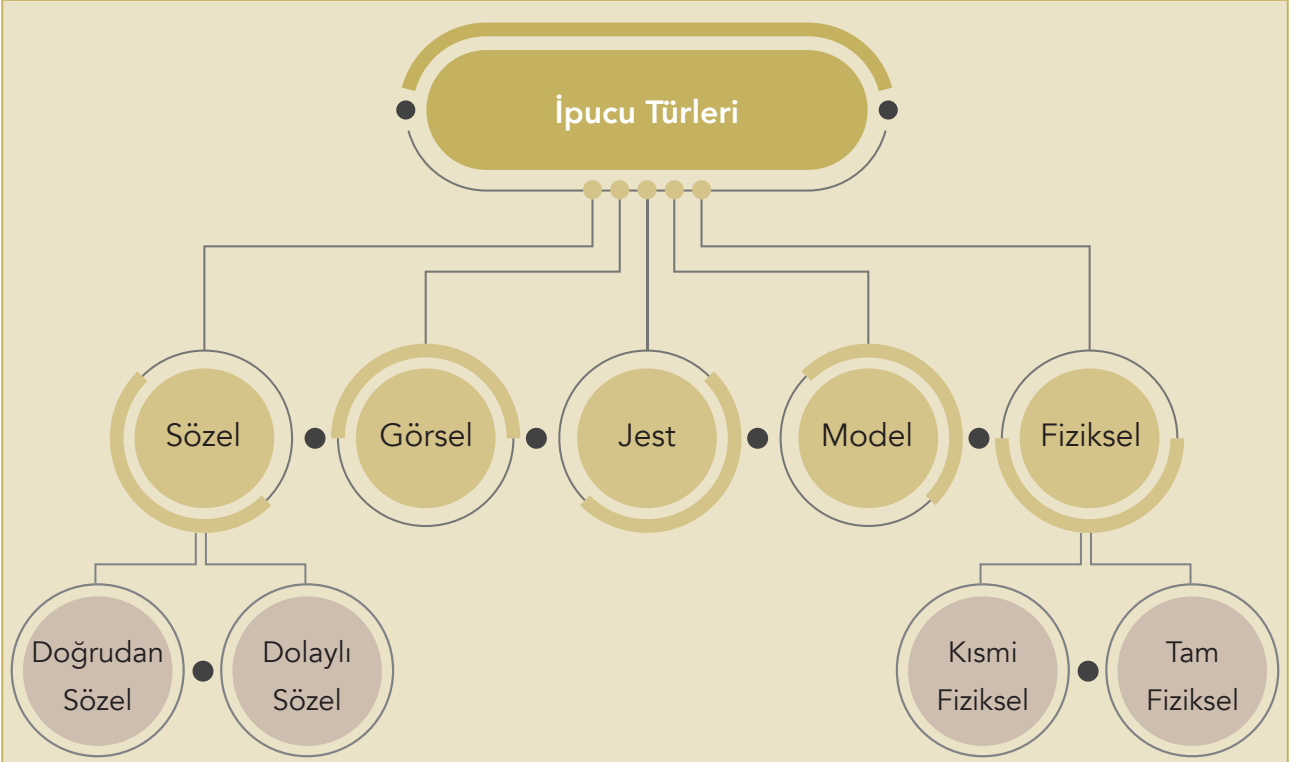 İpucu Türleri
Sözel
Görsel
Jest
Model
Fiziksel
Doğrudan
Sözel
Dolaylı
Sözel
Kısmi
Fiziksel
Tam
Fiziksel